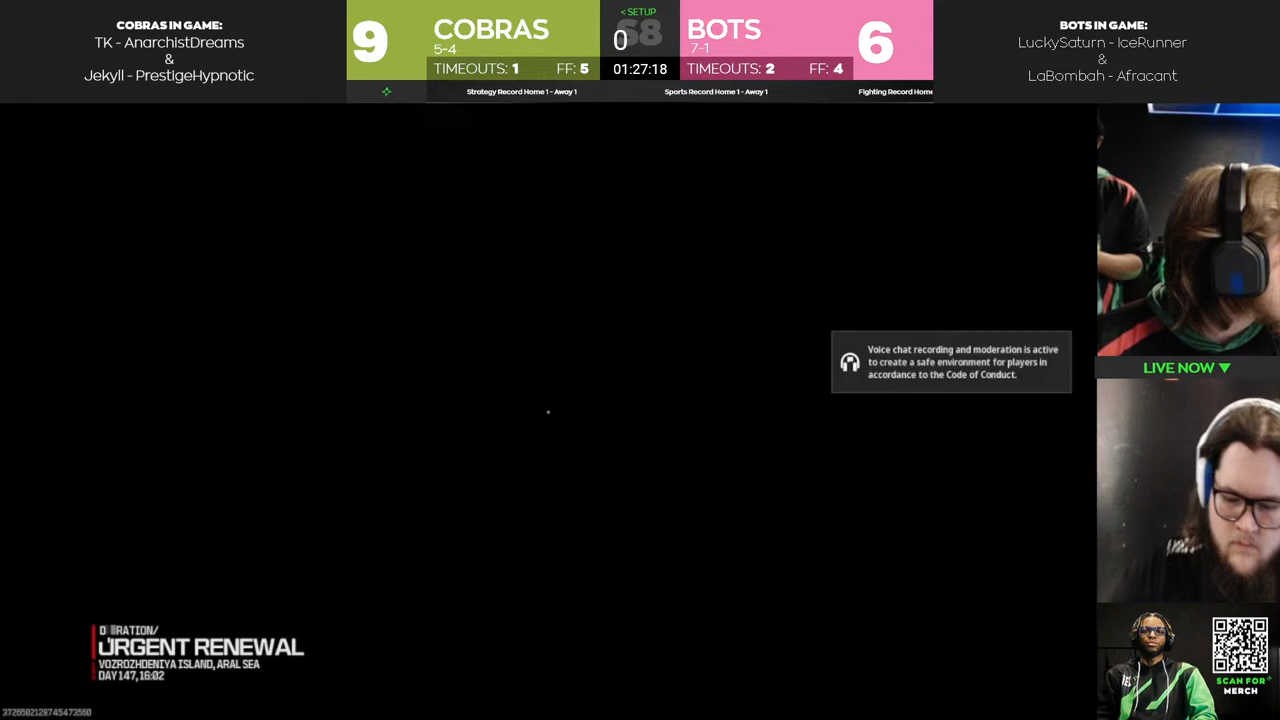 COBRAS IN GAME:
TK - AnarchistDreams
&
Jekyll - PrestigeHypnotic
9
COBRAS
5-4
TIMEOUTS: 1 FF: 5
< SETUP
0
68
01:27:18
BOTS
7-1
TIMEOUTS: 2 FF: 4
6
Strategy Record Home 1 - Away 1 Sports Record Home 1 - Away 1 Fighting Record Home
BOTS IN GAME:
LuckySaturn - IceRunner
&
LaBombah - Afracant
Voice chat recording and moderation is active
to create a safe environment for players in
accordance to the Code of Conduct.
LIVE NOW ▼
URGENT RENEWAL
VOZROZHDENIYA ISLAND, ARAL SEA
DAY 147, 16:02
SCAN FOR
MERCH